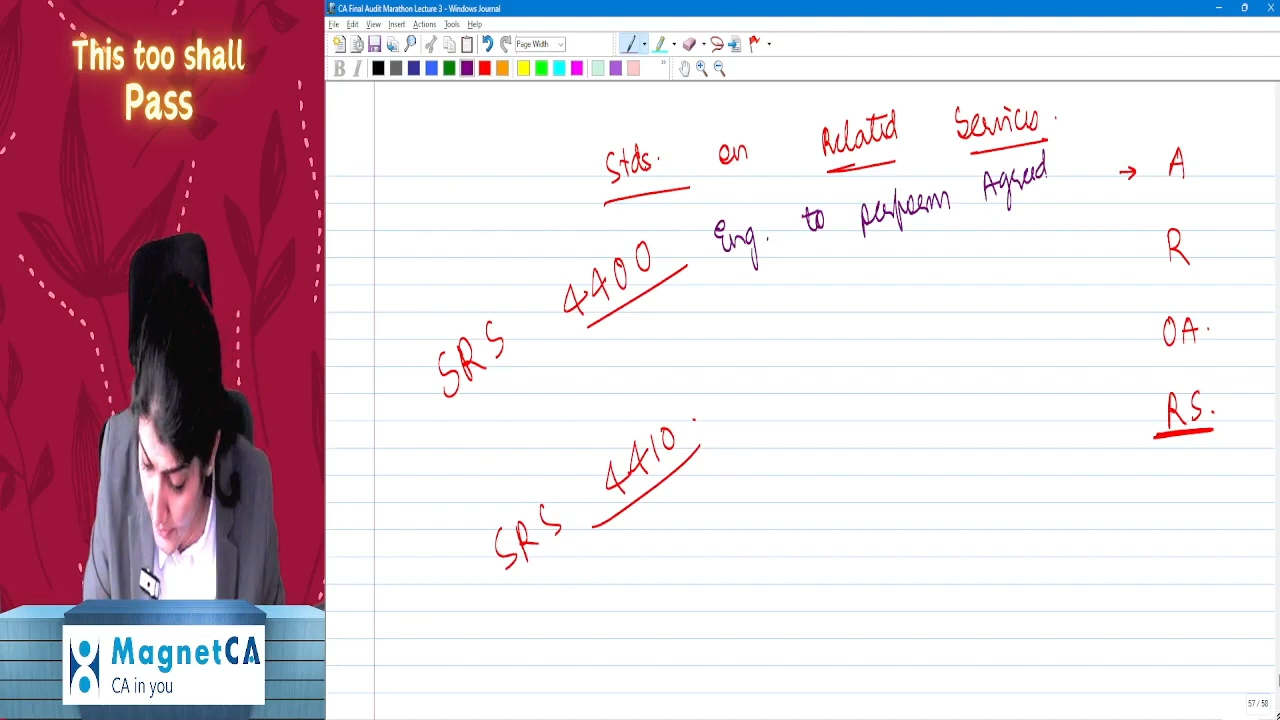 This too shall
Pass
CA Final Audit Marathon Lecture 3 - Windows Journal
File Edit View Insert Actions Tools Help
Page Width
B I
Stds. on Related Services.
SRS 4400 Eng. to perform Agreed
SRS 4410.
→ A
R
OA.
RS.
MagnetCA
CA in you
57 / 58